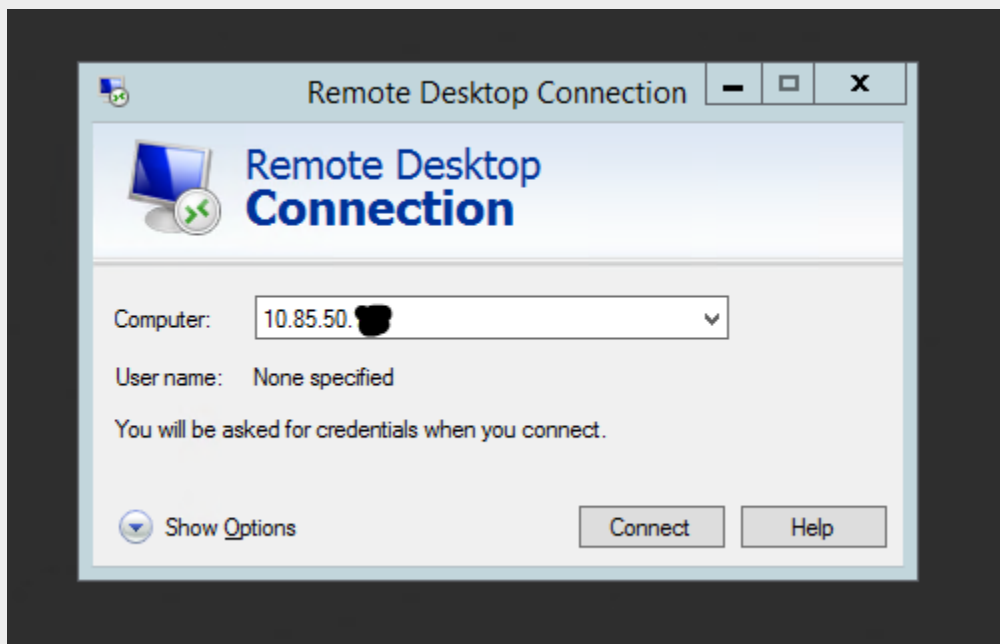 Remote Desktop Connection
Remote Desktop
Connection
Computer: 10.85.50.
User name: None specified
You will be asked for credentials when you connect.
Show Options Connect Help